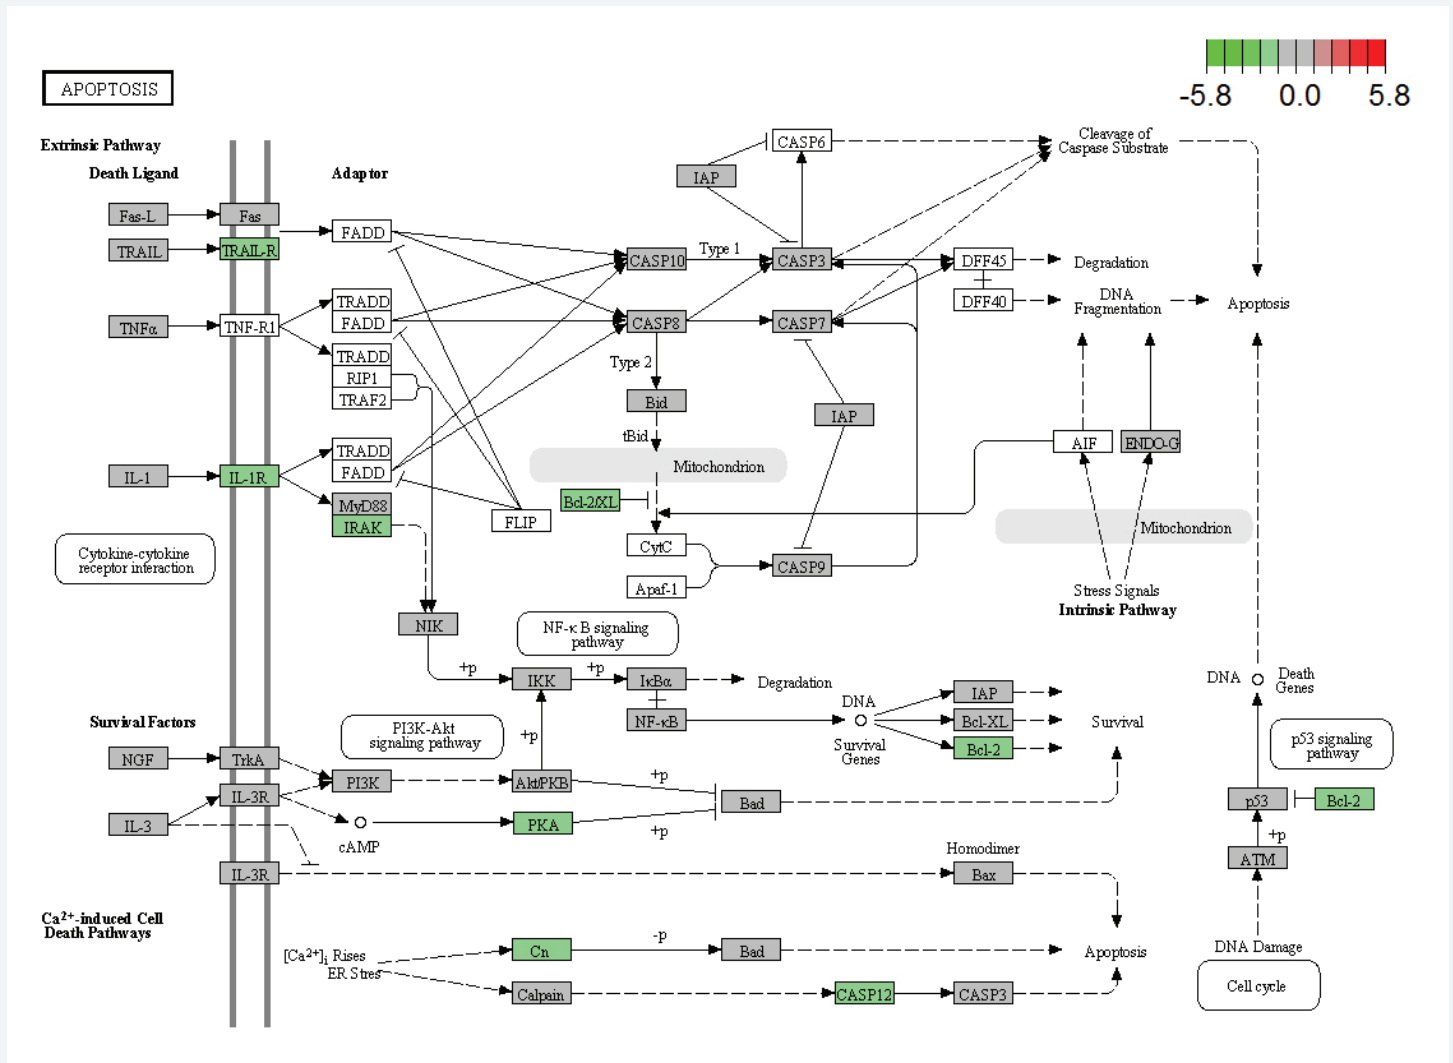 -5.8 0.0 5.8
APOPTOSIS
Extrinsic Pathway
Death Ligand
Adaptor
Cleavage of
Caspase Substrate
CASP6
IAP
Fas-L Fas
TRAIL TRAIL-R
FADD
CASP10 Type 1 CASP3
DFF45
Degradation
DFF40
DNA
Fragmentation
Apoptosis
TNFα TNF-R1
TRADD
FADD
CASP8 CASP7
TRADD
RIP1
TRAF2
Type 2
Bid
IAP
tBid
Mitochondrion
AIF ENDO-G
IL-1 IL-1R
TRADD
FADD
MyD88
IRAK
Bcl-2/XL
FLIP
Mitochondrion
CytC
CASP9
Apaf-1
Cytokine-cytokine
receptor interaction
Stress Signals
Intrinsic Pathway
NIK
NF-κ B signaling
pathway
+p IKK +p IκBα
Degradation
NF-κB
DNA
Survival
Genes
IAP
Bcl-XL
Bcl-2
Survival
DNA
Death
Genes
Survival Factors
PI3K-Akt
signaling pathway
+p
p53 signaling
pathway
NGF TrkA
PI3K Akt/PKB +p
Bad
IL-3R
IL-3
cAMP
PKA
+p
p53 Bcl-2
+p
ATM
IL-3R
Homodimer
Bax
Ca2+-induced Cell
Death Pathways
[Ca2+]i Rises
ER Stres
Cn -p Bad
Apoptosis
Calpain CASP12 CASP3
DNA Damage
Cell cycle